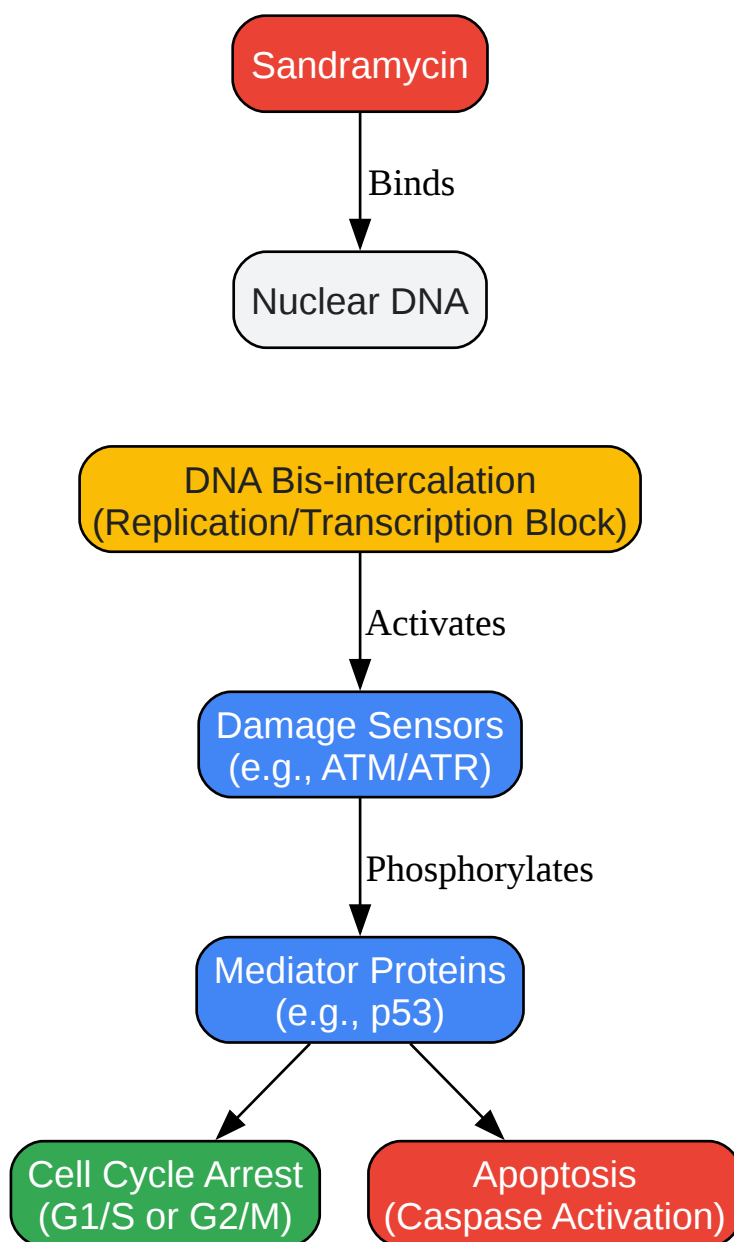 Sandramycin
Binds
Nuclear DNA
DNA Bis-intercalation
(Replication/Transcription Block)
Activates
Damage Sensors
(e.g., ATM/ATR)
Phosphorylates
Mediator Proteins
(e.g., p53)
Cell Cycle Arrest
(G1/S or G2/M)
Apoptosis
(Caspase Activation)